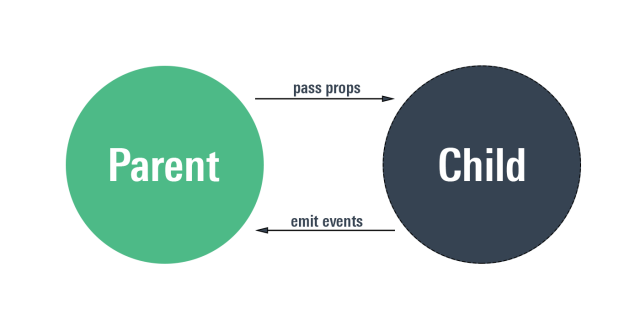 pass props
Parent
Child
emit events